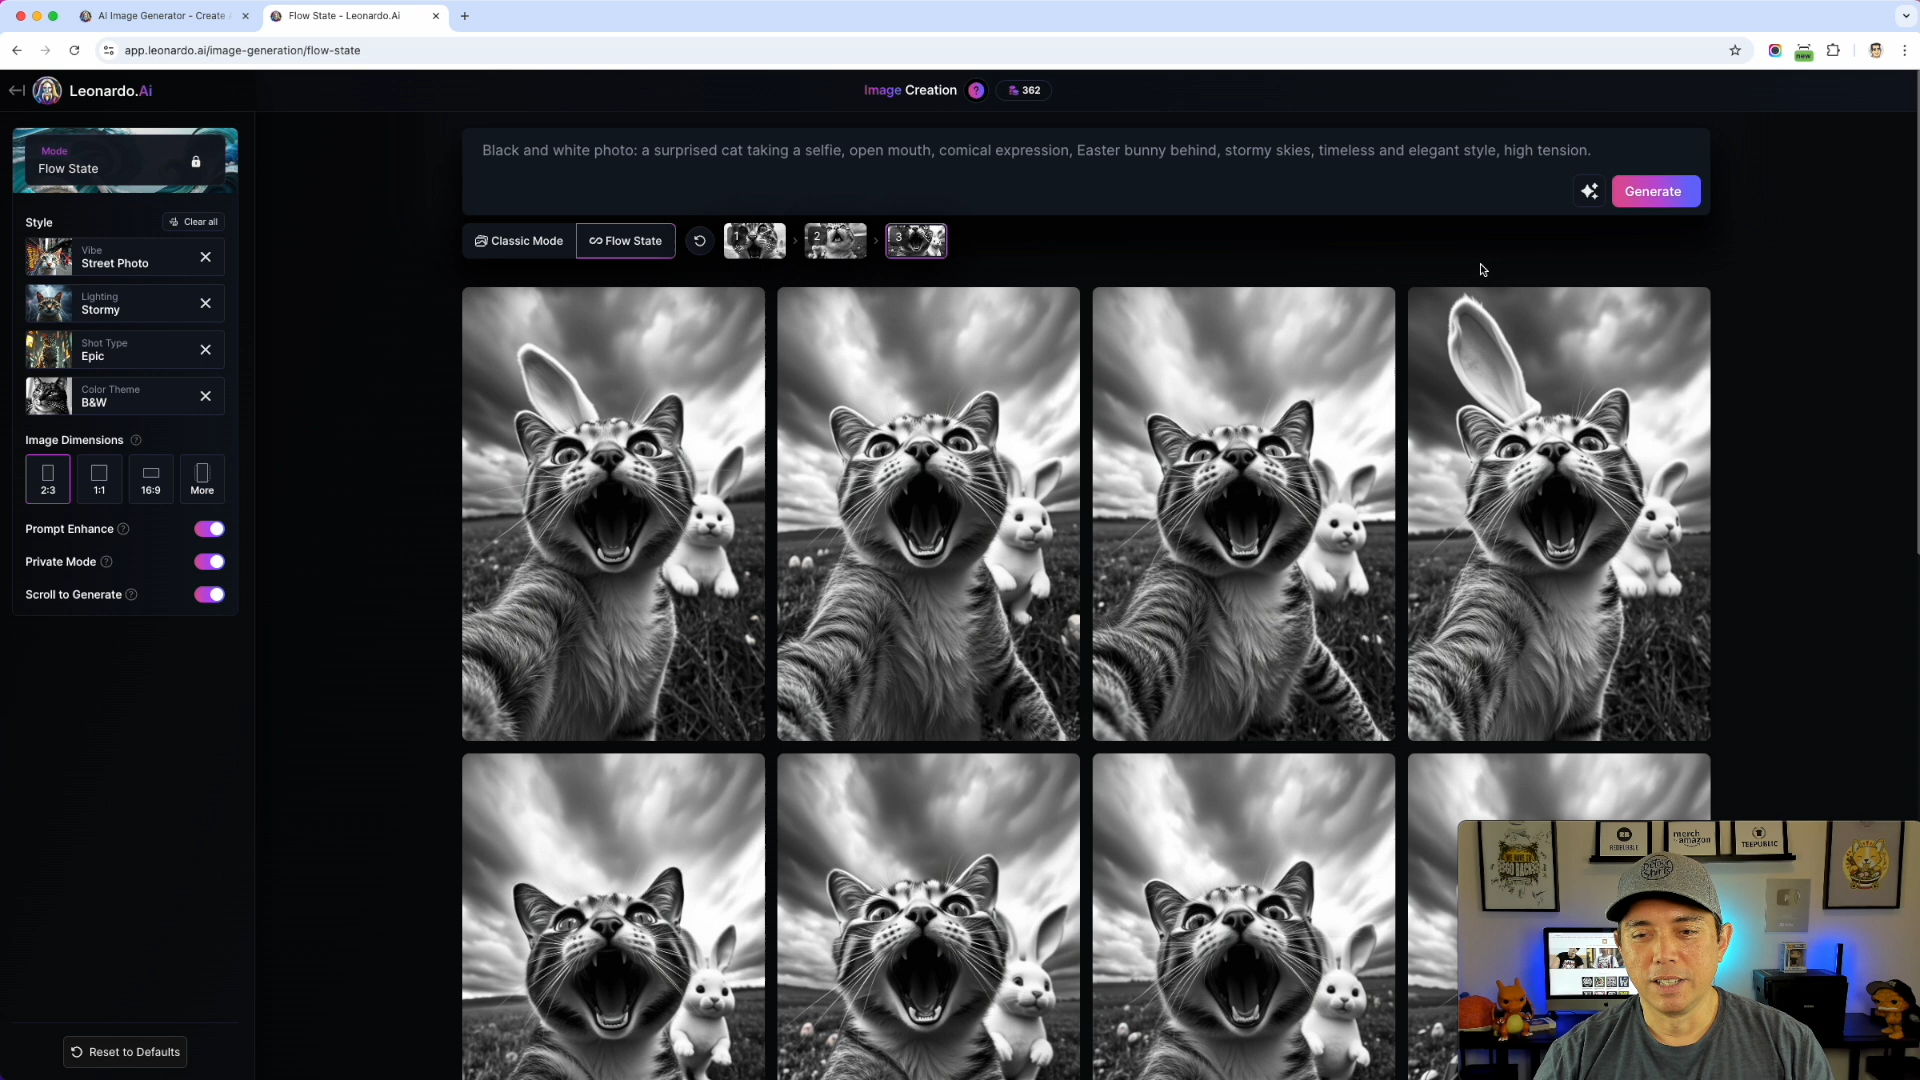 AI Image Generator - Create
Flow State - Leonardo.Ai
app.leonardo.ai/image-generation/flow-state
new
Leonardo.Ai
Image Creation
?
362
Mode
Flow State
Black and white photo: a surprised cat taking a selfie, open mouth, comical expression, Easter bunny behind, stormy skies, timeless and elegant style, high tension.
Generate
Style
Clear all
Classic Mode
Flow State
1
2
3
Vibe
Street Photo
Lighting
Stormy
Shot Type
Epic
Color Theme
B&W
Image Dimensions
2:3
1:1
16:9
More
Prompt Enhance
Private Mode
Scroll to Generate
Reset to Defaults
REDBUBBLE
merch
amazon
TEEPUBLIC